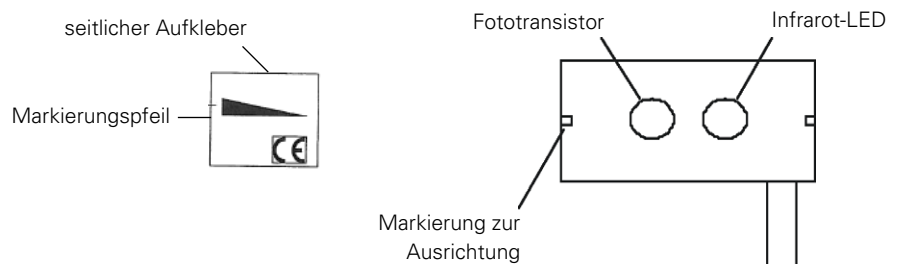 seitlicher Aufkleber
Markierungspfeil
CE
Fototransistor
Infrarot-LED
Markierung zur
Ausrichtung